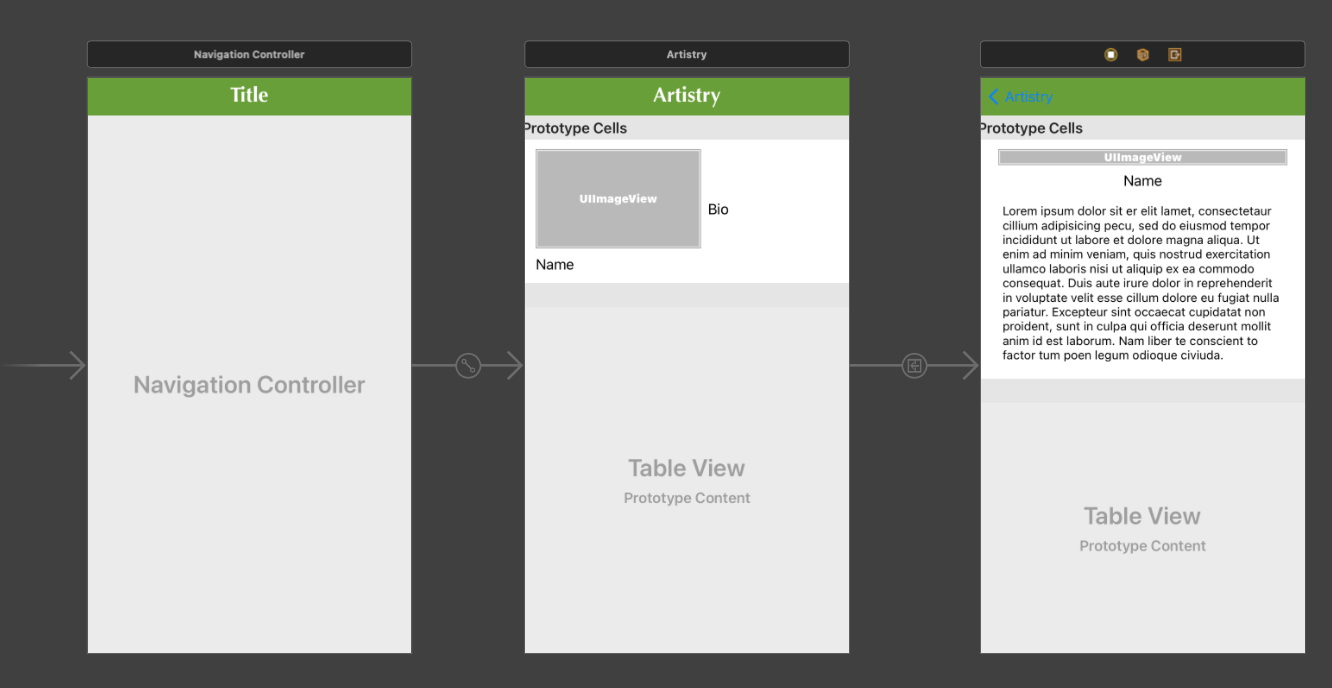 Navigation Controller
Title
Navigation Controller
Artistry
Artistry
Prototype Cells
UIImageView
Bio
Name
Table View
Prototype Content
Artistry
Prototype Cells
UIImageView
Name
Lorem ipsum dolor sit er elit lamet, consectetaur
cillium adipisicing pecu, sed do eiusmod tempor
incididunt ut labore et dolore magna aliqua. Ut
enim ad minim veniam, quis nostrud exercitation
ullamco laboris nisi ut aliquip ex ea commodo
consequat. Duis aute irure dolor in reprehenderit
in voluptate velit esse cillum dolore eu fugiat nulla
pariatur. Excepteur sint occaecat cupidatat non
proident, sunt in culpa qui officia deserunt mollit
anim id est laborum. Nam liber te conscient to
factor tum poen legum odioque civiuda.
Table View
Prototype Content